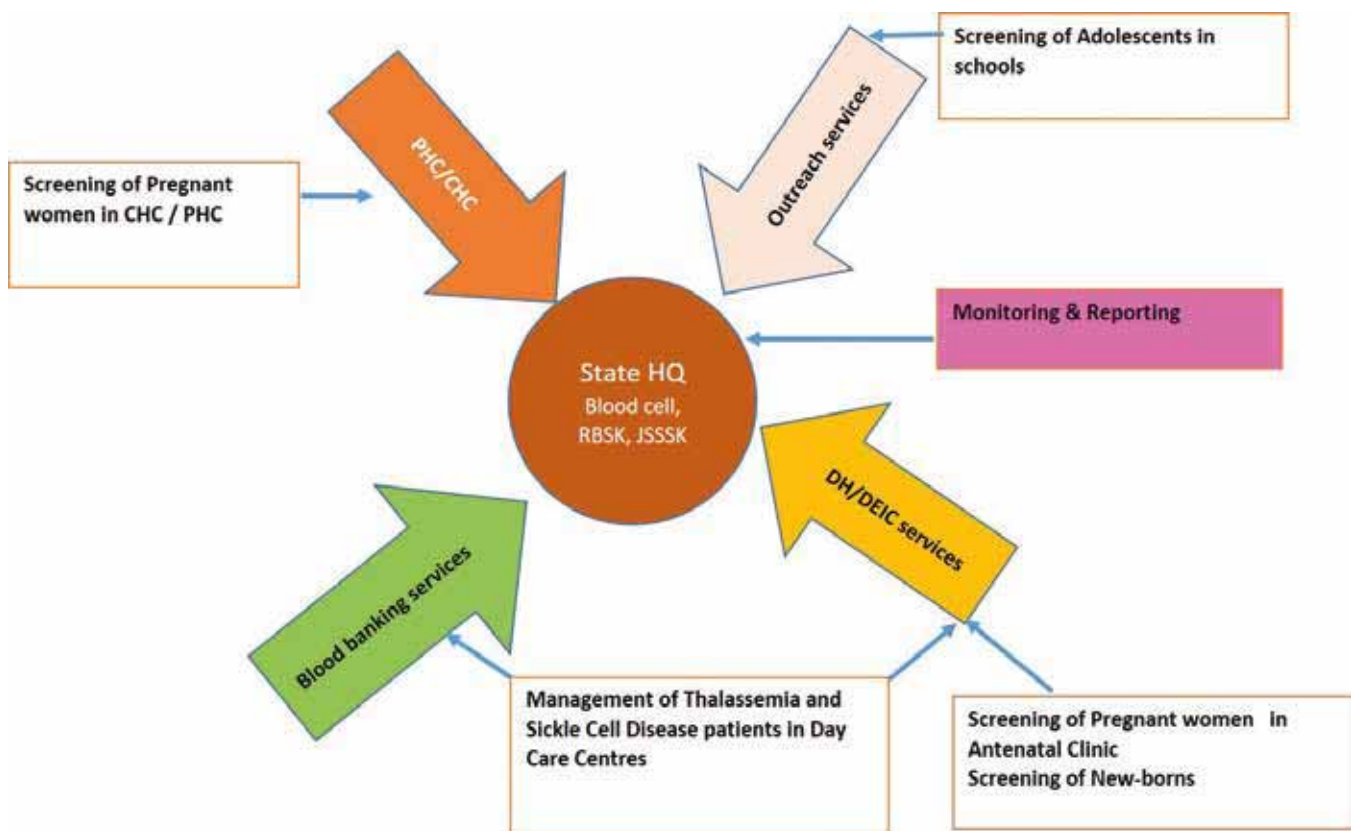 Screening of Adolescents in
schools
Outreach services
PHC/CHC
Screening of Pregnant
women in CHC / PHC
Monitoring & Reporting
State HQ
Blood cell,
RBSK, JSSSK
DH/DEIC services
Blood banking services
Management of Thalassemia and
Sickle Cell Disease patients in Day
Care Centres
Screening of Pregnant women in
Antenatal Clinic
Screening of New-borns